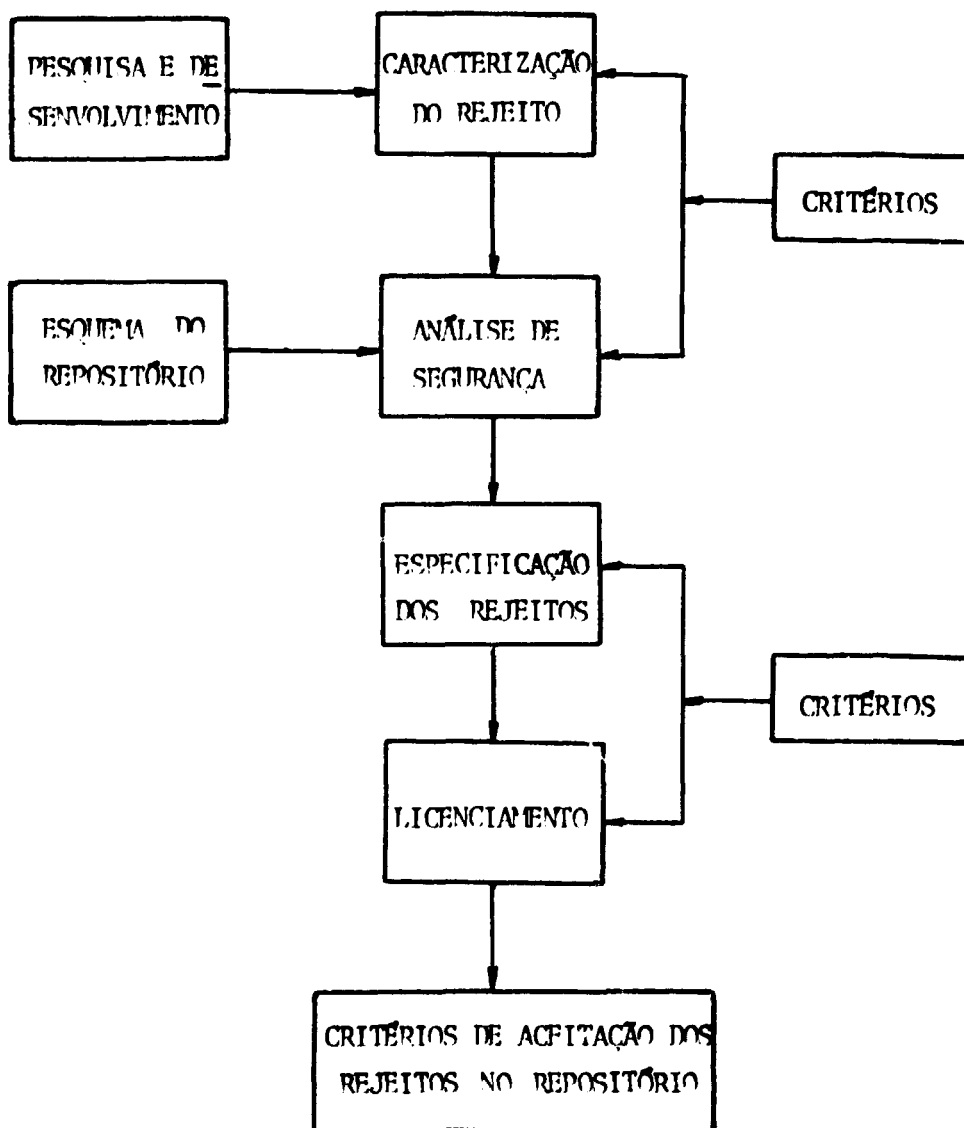 PESQUISA E DE
SENVOLVIMENTO
CARACTERIZAÇÃO
DO REJEITO
CRITÉRIOS
ESQUEMA DO
REPOSITÓRIO
ANÁLISE DE
SEGURANÇA
ESPECIFICAÇÃO
DOS REJEITOS
CRITÉRIOS
LICENCIAMENTO
CRITÉRIOS DE ACEITAÇÃO DOS
REJEITOS NO REPOSITÓRIO